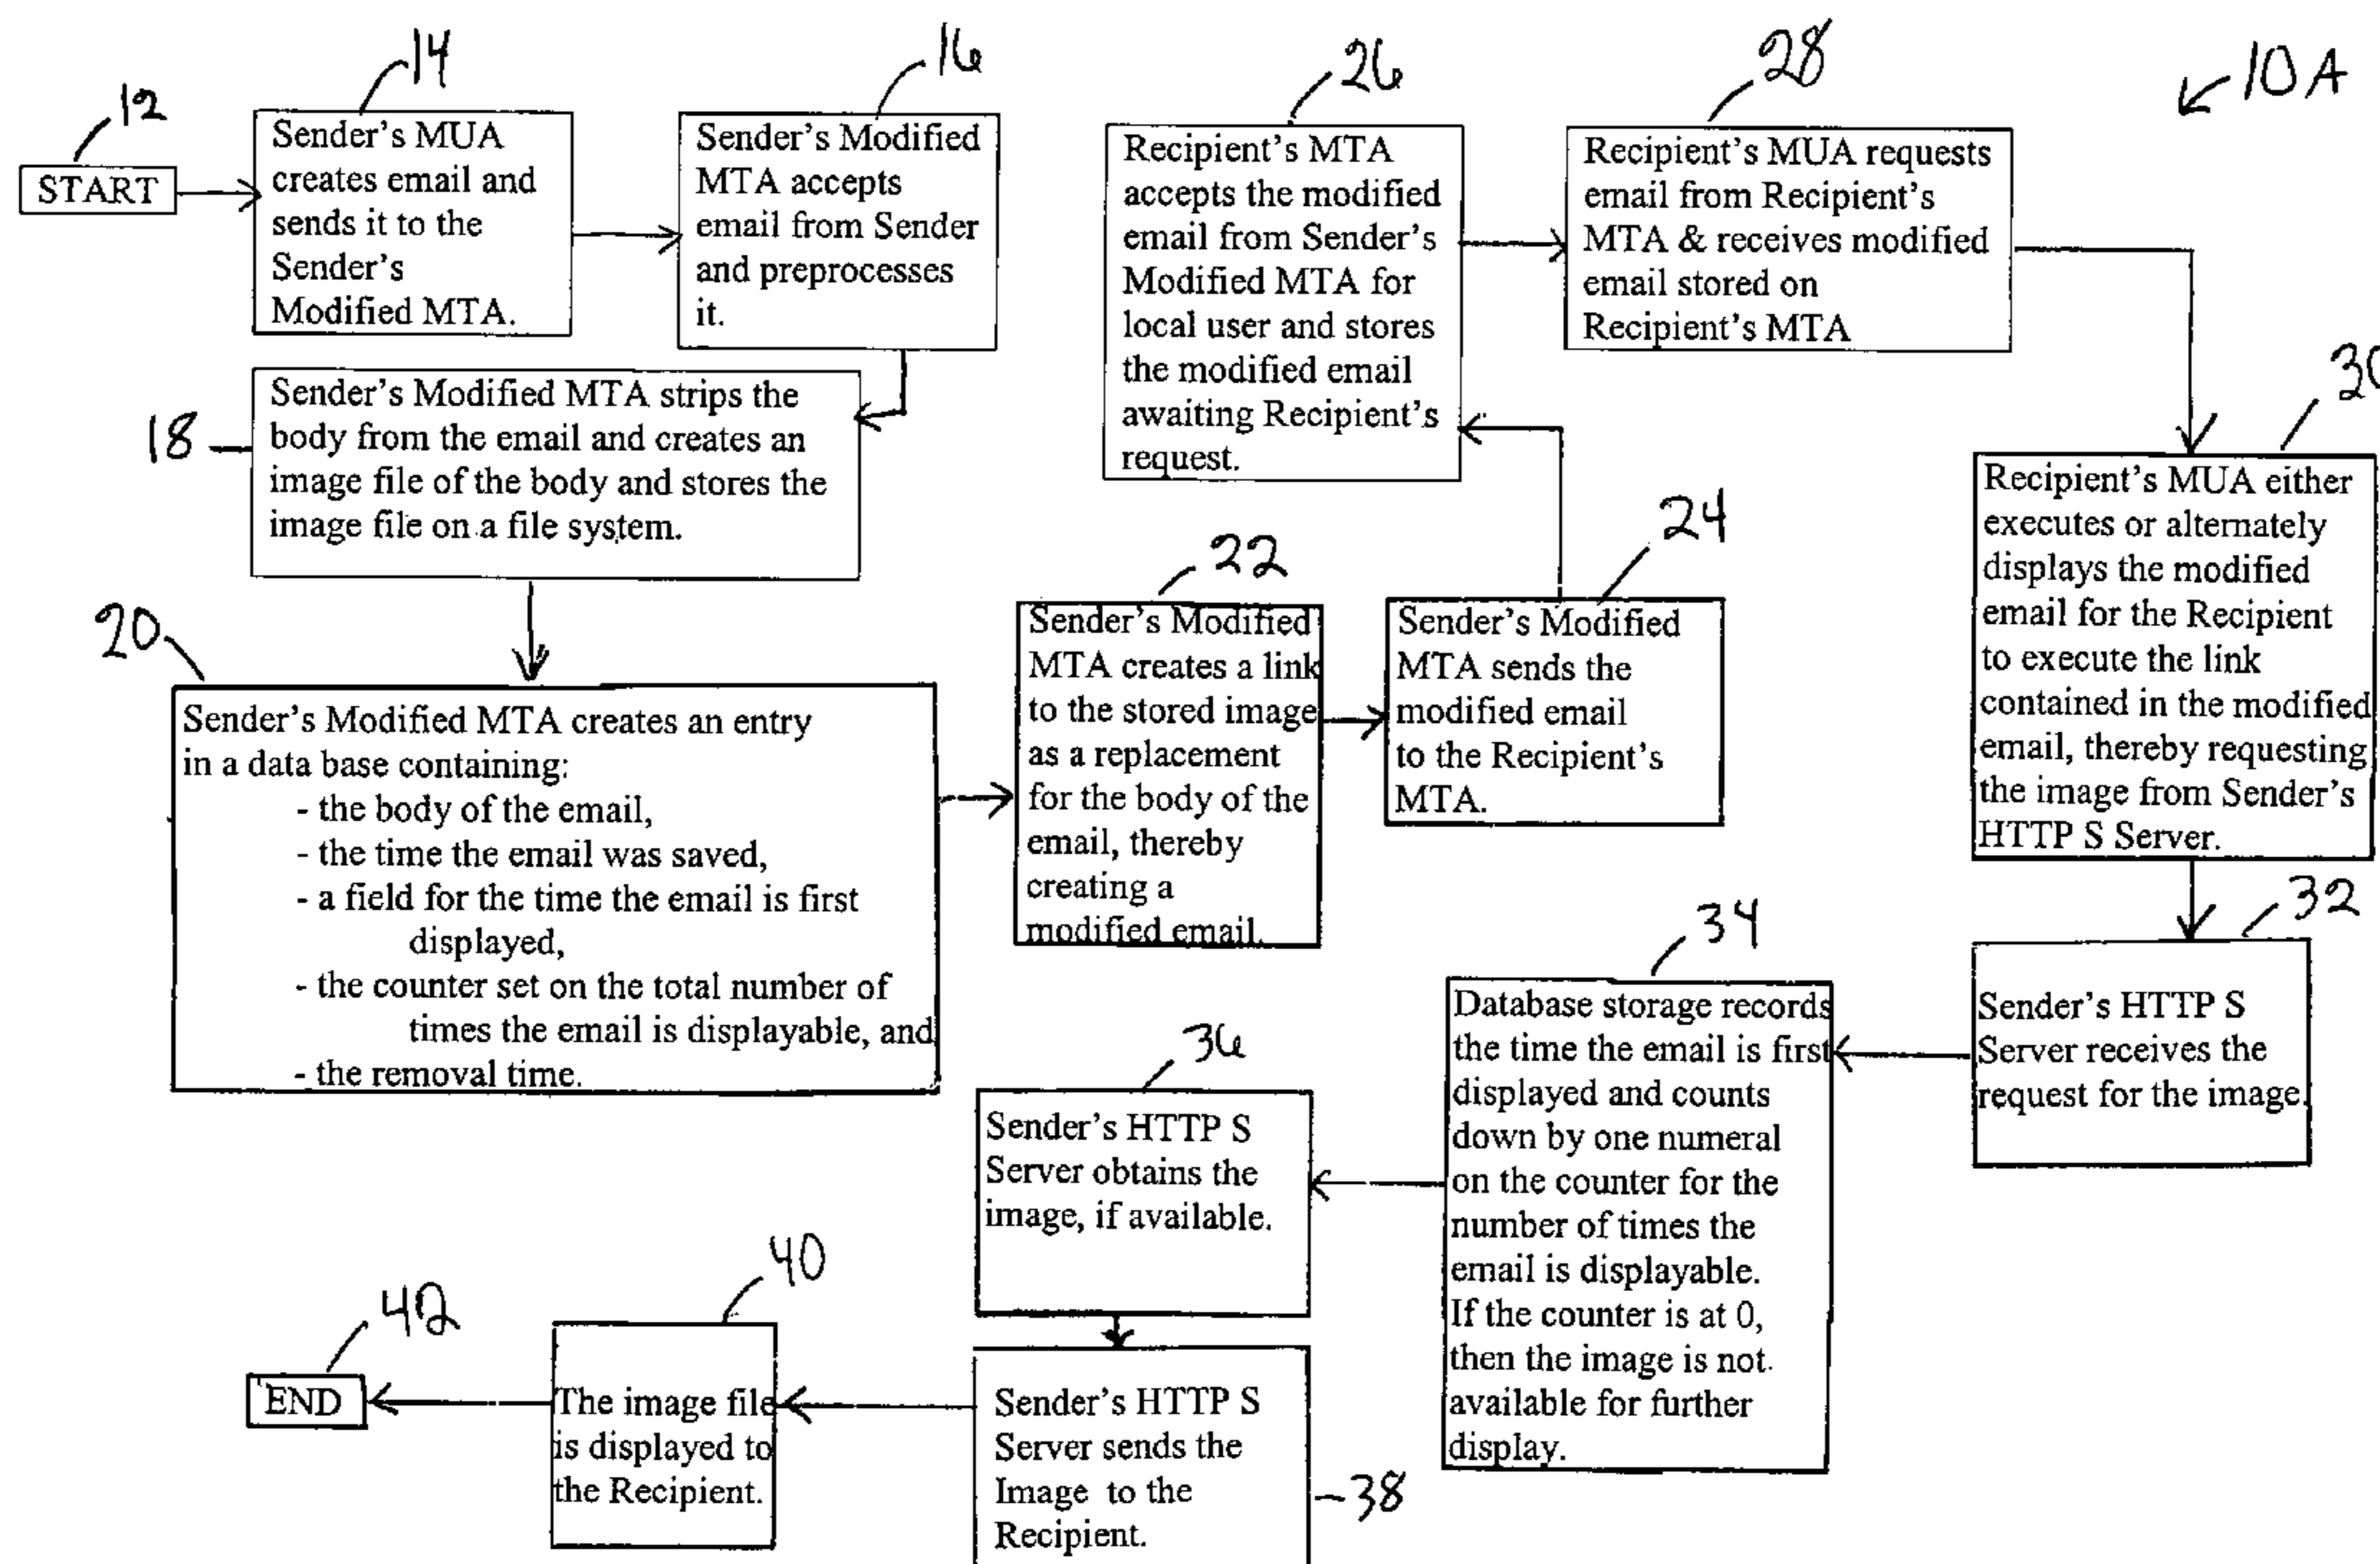 10A
12
START
14
Sender's MUA
creates email and
sends it to the
Sender's
Modified MTA.
16
Sender's Modified
MTA accepts
email from Sender
and preprocesses
it.
18
Sender's Modified MTA strips the
body from the email and creates an
image file of the body and stores the
image file on a file system.
20
Sender's Modified MTA creates an entry
in a data base containing:
- the body of the email,
- the time the email was saved,
- a field for the time the email is first
displayed,
- the counter set on the total number of
times the email is displayable, and
- the removal time.
22
Sender's Modified
MTA creates a link
to the stored image
as a replacement
for the body of the
email, thereby
creating a
modified email.
24
Sender's Modified
MTA sends the
modified email
to the Recipient's
MTA.
26
Recipient's MTA
accepts the modified
email from Sender's
Modified MTA for
local user and stores
the modified email
awaiting Recipient's
request.
28
Recipient's MUA requests
email from Recipient's
MTA & receives modified
email stored on
Recipient's MTA
30
Recipient's MUA either
executes or alternately
displays the modified
email for the Recipient
to execute the link
contained in the modified
email, thereby requesting
the image from Sender's
HTTP S Server.
32
Sender's HTTP S
Server receives the
request for the image.
34
Database storage records
the time the email is first
displayed and counts
down by one numeral
on the counter for the
number of times the
email is displayable.
If the counter is at 0,
then the image is not
available for further
display.
36
Sender's HTTP S
Server obtains the
image, if available.
38
Sender's HTTP S
Server sends the
Image to the
Recipient.
40
The image file
is displayed to
the Recipient.
42
END